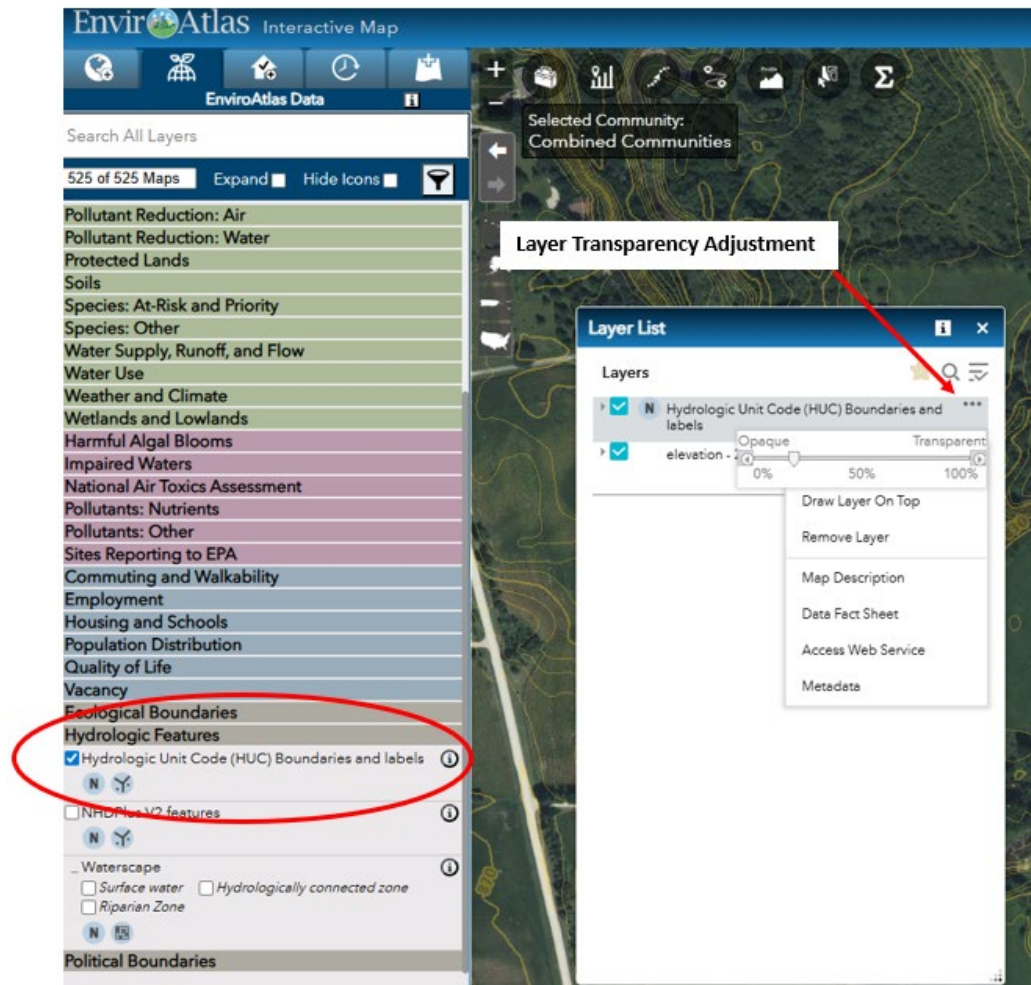 EnviroAtlas Interactive Map
EnviroAtlas Data
Search All Layers
525 of 525 Maps Expand Hide Icons
Pollutant Reduction: Air
Pollutant Reduction: Water
Protected Lands
Soils
Species: At-Risk and Priority
Species: Other
Water Supply, Runoff, and Flow
Water Use
Weather and Climate
Wetlands and Lowlands
Harmful Algal Blooms
Impaired Waters
National Air Toxics Assessment
Pollutants: Nutrients
Pollutants: Other
Sites Reporting to EPA
Commuting and Walkability
Employment
Housing and Schools
Population Distribution
Quality of Life
Vacancy
Ecological Boundaries
Hydrologic Features
Hydrologic Unit Code (HUC) Boundaries and labels
N
NHDPlus V2 features
N
_ Waterscape
Surface water Hydrologically connected zone
Riparian Zone
N
Political Boundaries
+
−
Σ
Selected Community:
Combined Communities
Layer Transparency Adjustment
Layer List
Layers
N Hydrologic Unit Code (HUC) Boundaries and
labels
elevation -
Opaque Transparent
0% 50% 100%
Draw Layer On Top
Remove Layer
Map Description
Data Fact Sheet
Access Web Service
Metadata
870